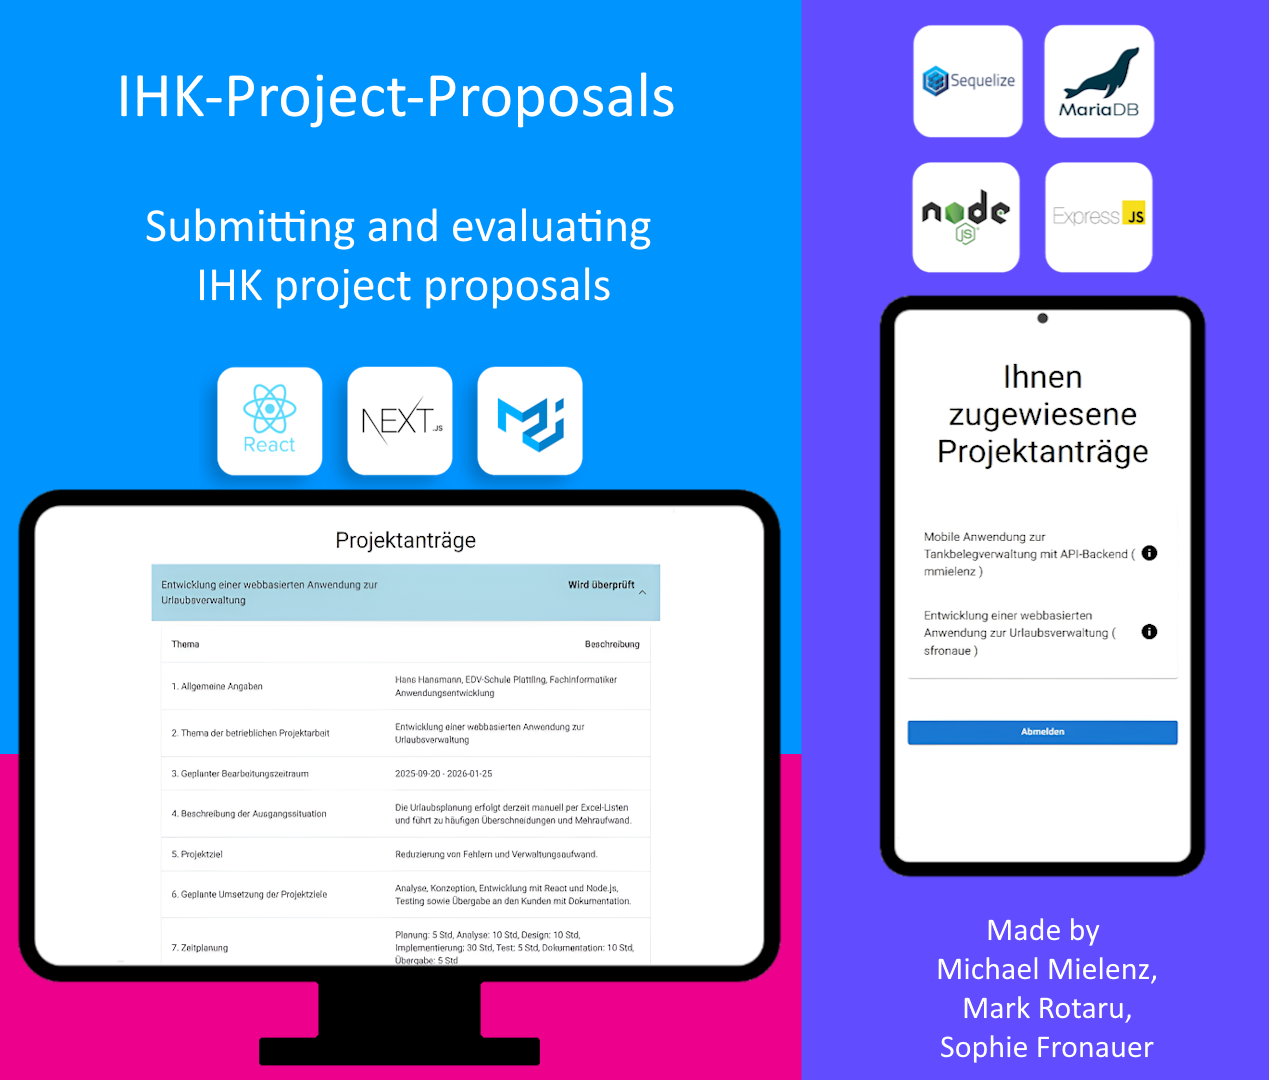 IHK-Project-Proposals
Submitting and evaluating
IHK project proposals
React
NEXT.JS
Projektanträge
Entwicklung einer webbasierten Anwendung zur
Urlaubsverwaltung
Wird überprüft
Thema
Beschreibung
1. Allgemeine Angaben
Hans Hansmann, EDV-Schule Plattling, Fachinformatiker
Anwendungsentwicklung
2. Thema der betrieblichen Projektarbeit
Entwicklung einer webbasierten Anwendung zur
Urlaubsverwaltung
3. Geplanter Bearbeitungszeitraum
2025-09-20 - 2026-01-25
4. Beschreibung der Ausgangssituation
Die Urlaubsplanung erfolgt derzeit manuell per Excel-Listen
und führt zu häufigen Überschneidungen und Mehraufwand.
5. Projektziel
Reduzierung von Fehlern und Verwaltungsaufwand.
6. Geplante Umsetzung der Projektziele
Analyse, Konzeption, Entwicklung mit React und Node.js,
Testing sowie Übergabe an den Kunden mit Dokumentation.
7. Zeitplanung
Planung: 5 Std, Analyse: 10 Std, Design: 10 Std,
Implementierung: 30 Std, Test: 5 Std, Dokumentation: 10 Std,
Übergabe: 5 Std
Sequelize
MariaDB
node
JS
Express JS
Ihnen
zugewiesene
Projektanträge
Mobile Anwendung zur
Tankbelegverwaltung mit API-Backend (
mmielenz )
Entwicklung einer webbasierten
Anwendung zur Urlaubsverwaltung (
sfronaue )
Abmelden
Made by
Michael Mielenz,
Mark Rotaru,
Sophie Fronauer